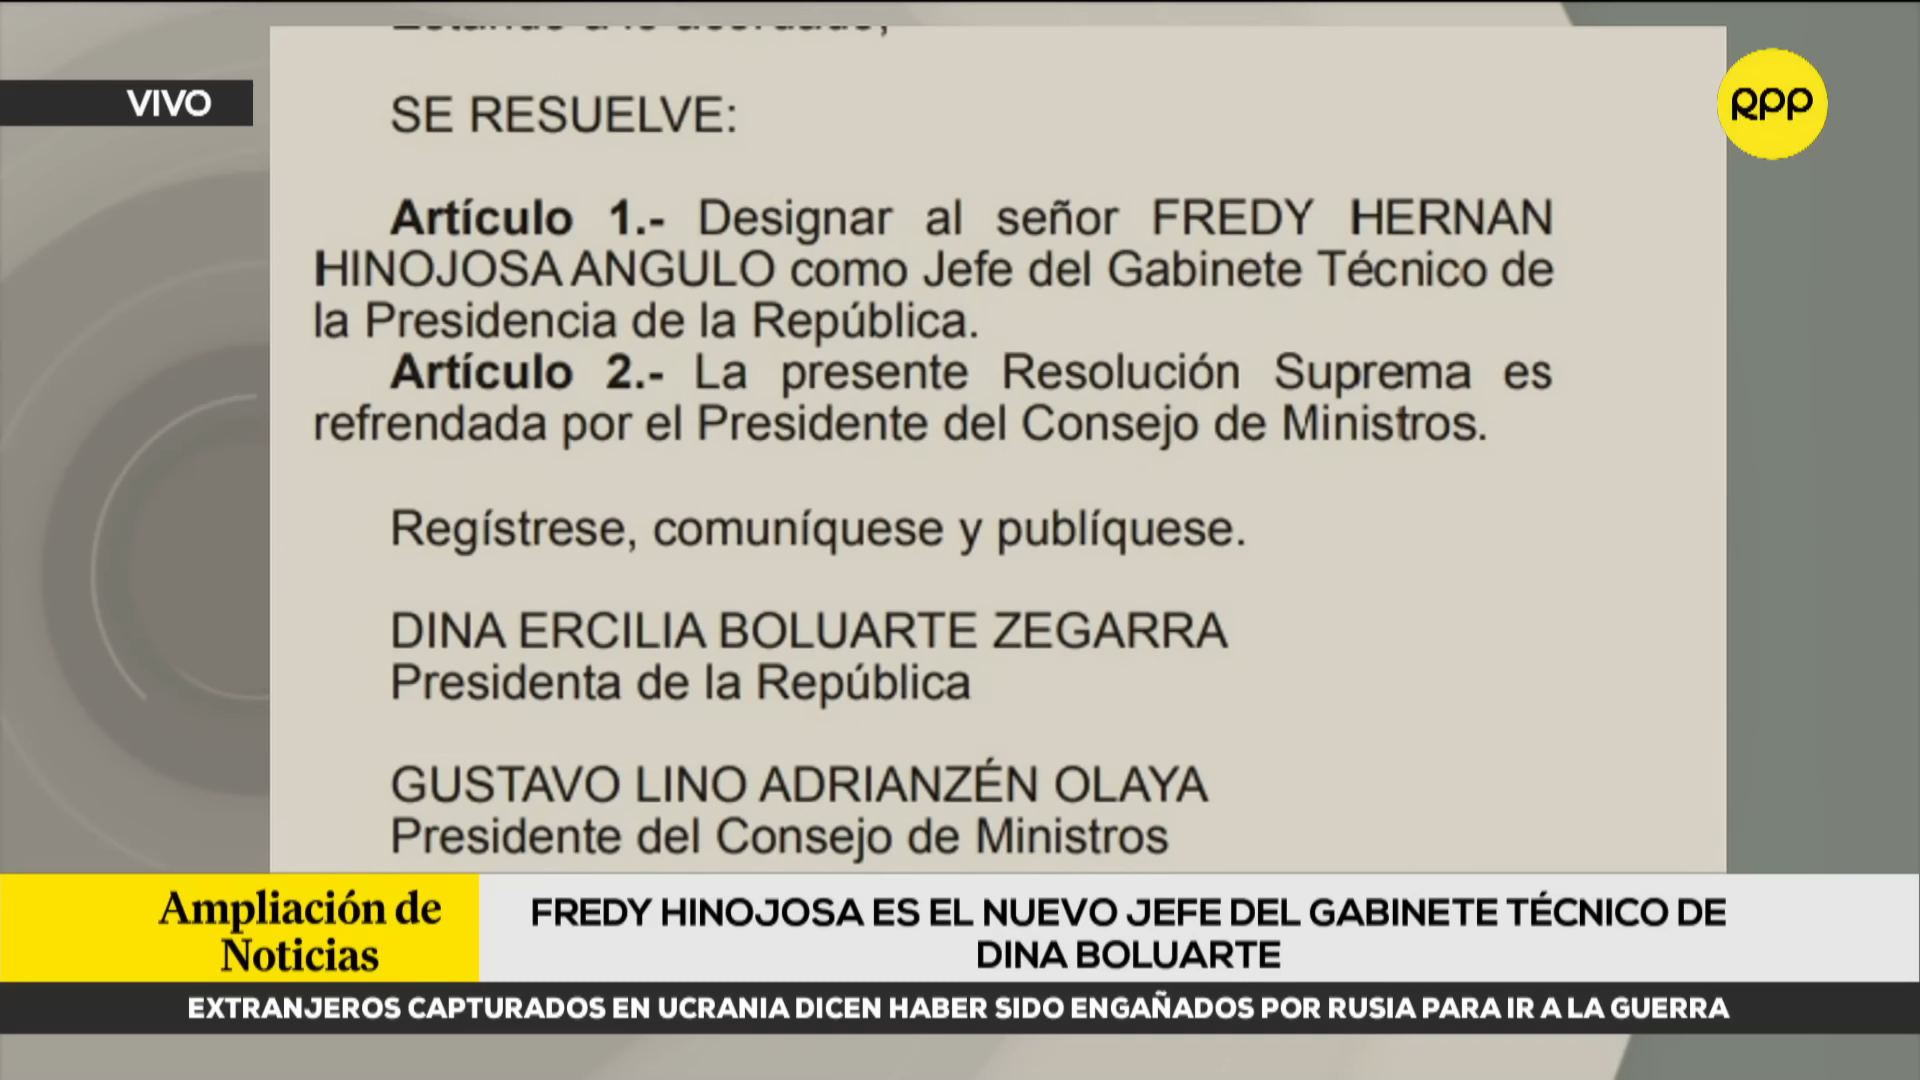 Estando a lo acordado,
VIVO
RPP
SE RESUELVE:
Artículo 1.- Designar al señor FREDY HERNAN
HINOJOSA ANGULO como Jefe del Gabinete Técnico de
la Presidencia de la República.
Artículo 2.- La presente Resolución Suprema es
refrendada por el Presidente del Consejo de Ministros.
Regístrese, comuníquese y publíquese.
DINA ERCILIA BOLUARTE ZEGARRA
Presidenta de la República
GUSTAVO LINO ADRIANZÉN OLAYA
Presidente del Consejo de Ministros
Ampliación de
Noticias
FREDY HINOJOSA ES EL NUEVO JEFE DEL GABINETE TÉCNICO DE
DINA BOLUARTE
EXTRANJEROS CAPTURADOS EN UCRANIA DICEN HABER SIDO ENGAÑADOS POR RUSIA PARA IR A LA GUERRA